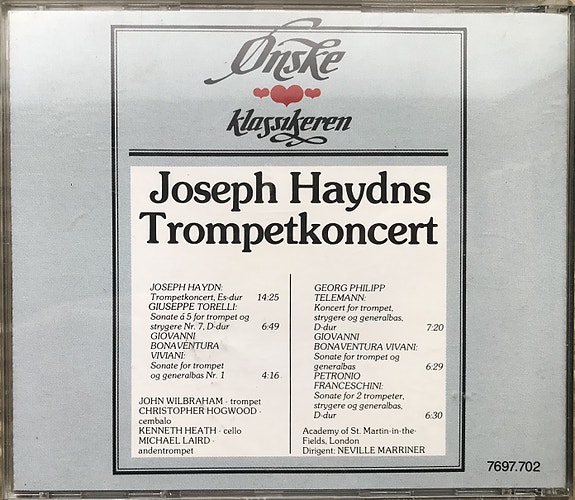 Ønske
klassikeren
Joseph Haydns
Trompetkoncert
JOSEPH HAYDN:
Trompetkoncert, Es-dur 14:25
GIUSEPPE TORELLI:
Sonate á 5 for trompet og
strygere Nr. 7, D-dur 6:49
GIOVANNI
BONAVENTURA
VIVIANI:
Sonate for trompet
og generalbas Nr. 1 4:16
JOHN WILBRAHAM · trompet
CHRISTOPHER HOGWOOD ·
cembalo
KENNETH HEATH · cello
MICHAEL LAIRD ·
andentrompet
GEORG PHILIPP
TELEMANN:
Koncert for trompet,
strygere og generalbas,
D-dur 7:20
GIOVANNI
BONAVENTURA VIVANI:
Sonate for trompet og
generalbas 6:29
PETRONIO
FRANCESCHINI:
Sonate for 2 trompeter,
strygere og generalbas,
D-dur 6:30
Academy of St. Martin-in-the-
Fields, London
Dirigent: NEVILLE MARRINER
7697.702